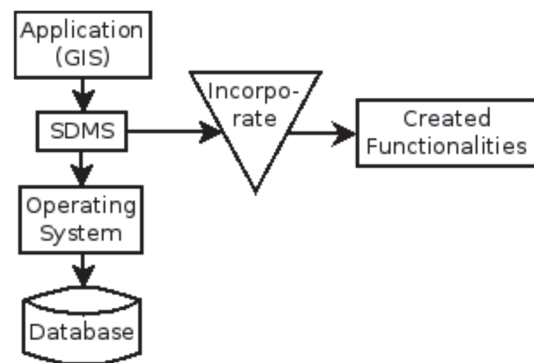 Application
(GIS)
SDMS
Incorpo-
rate
Created
Functionalities
Operating
System
Database